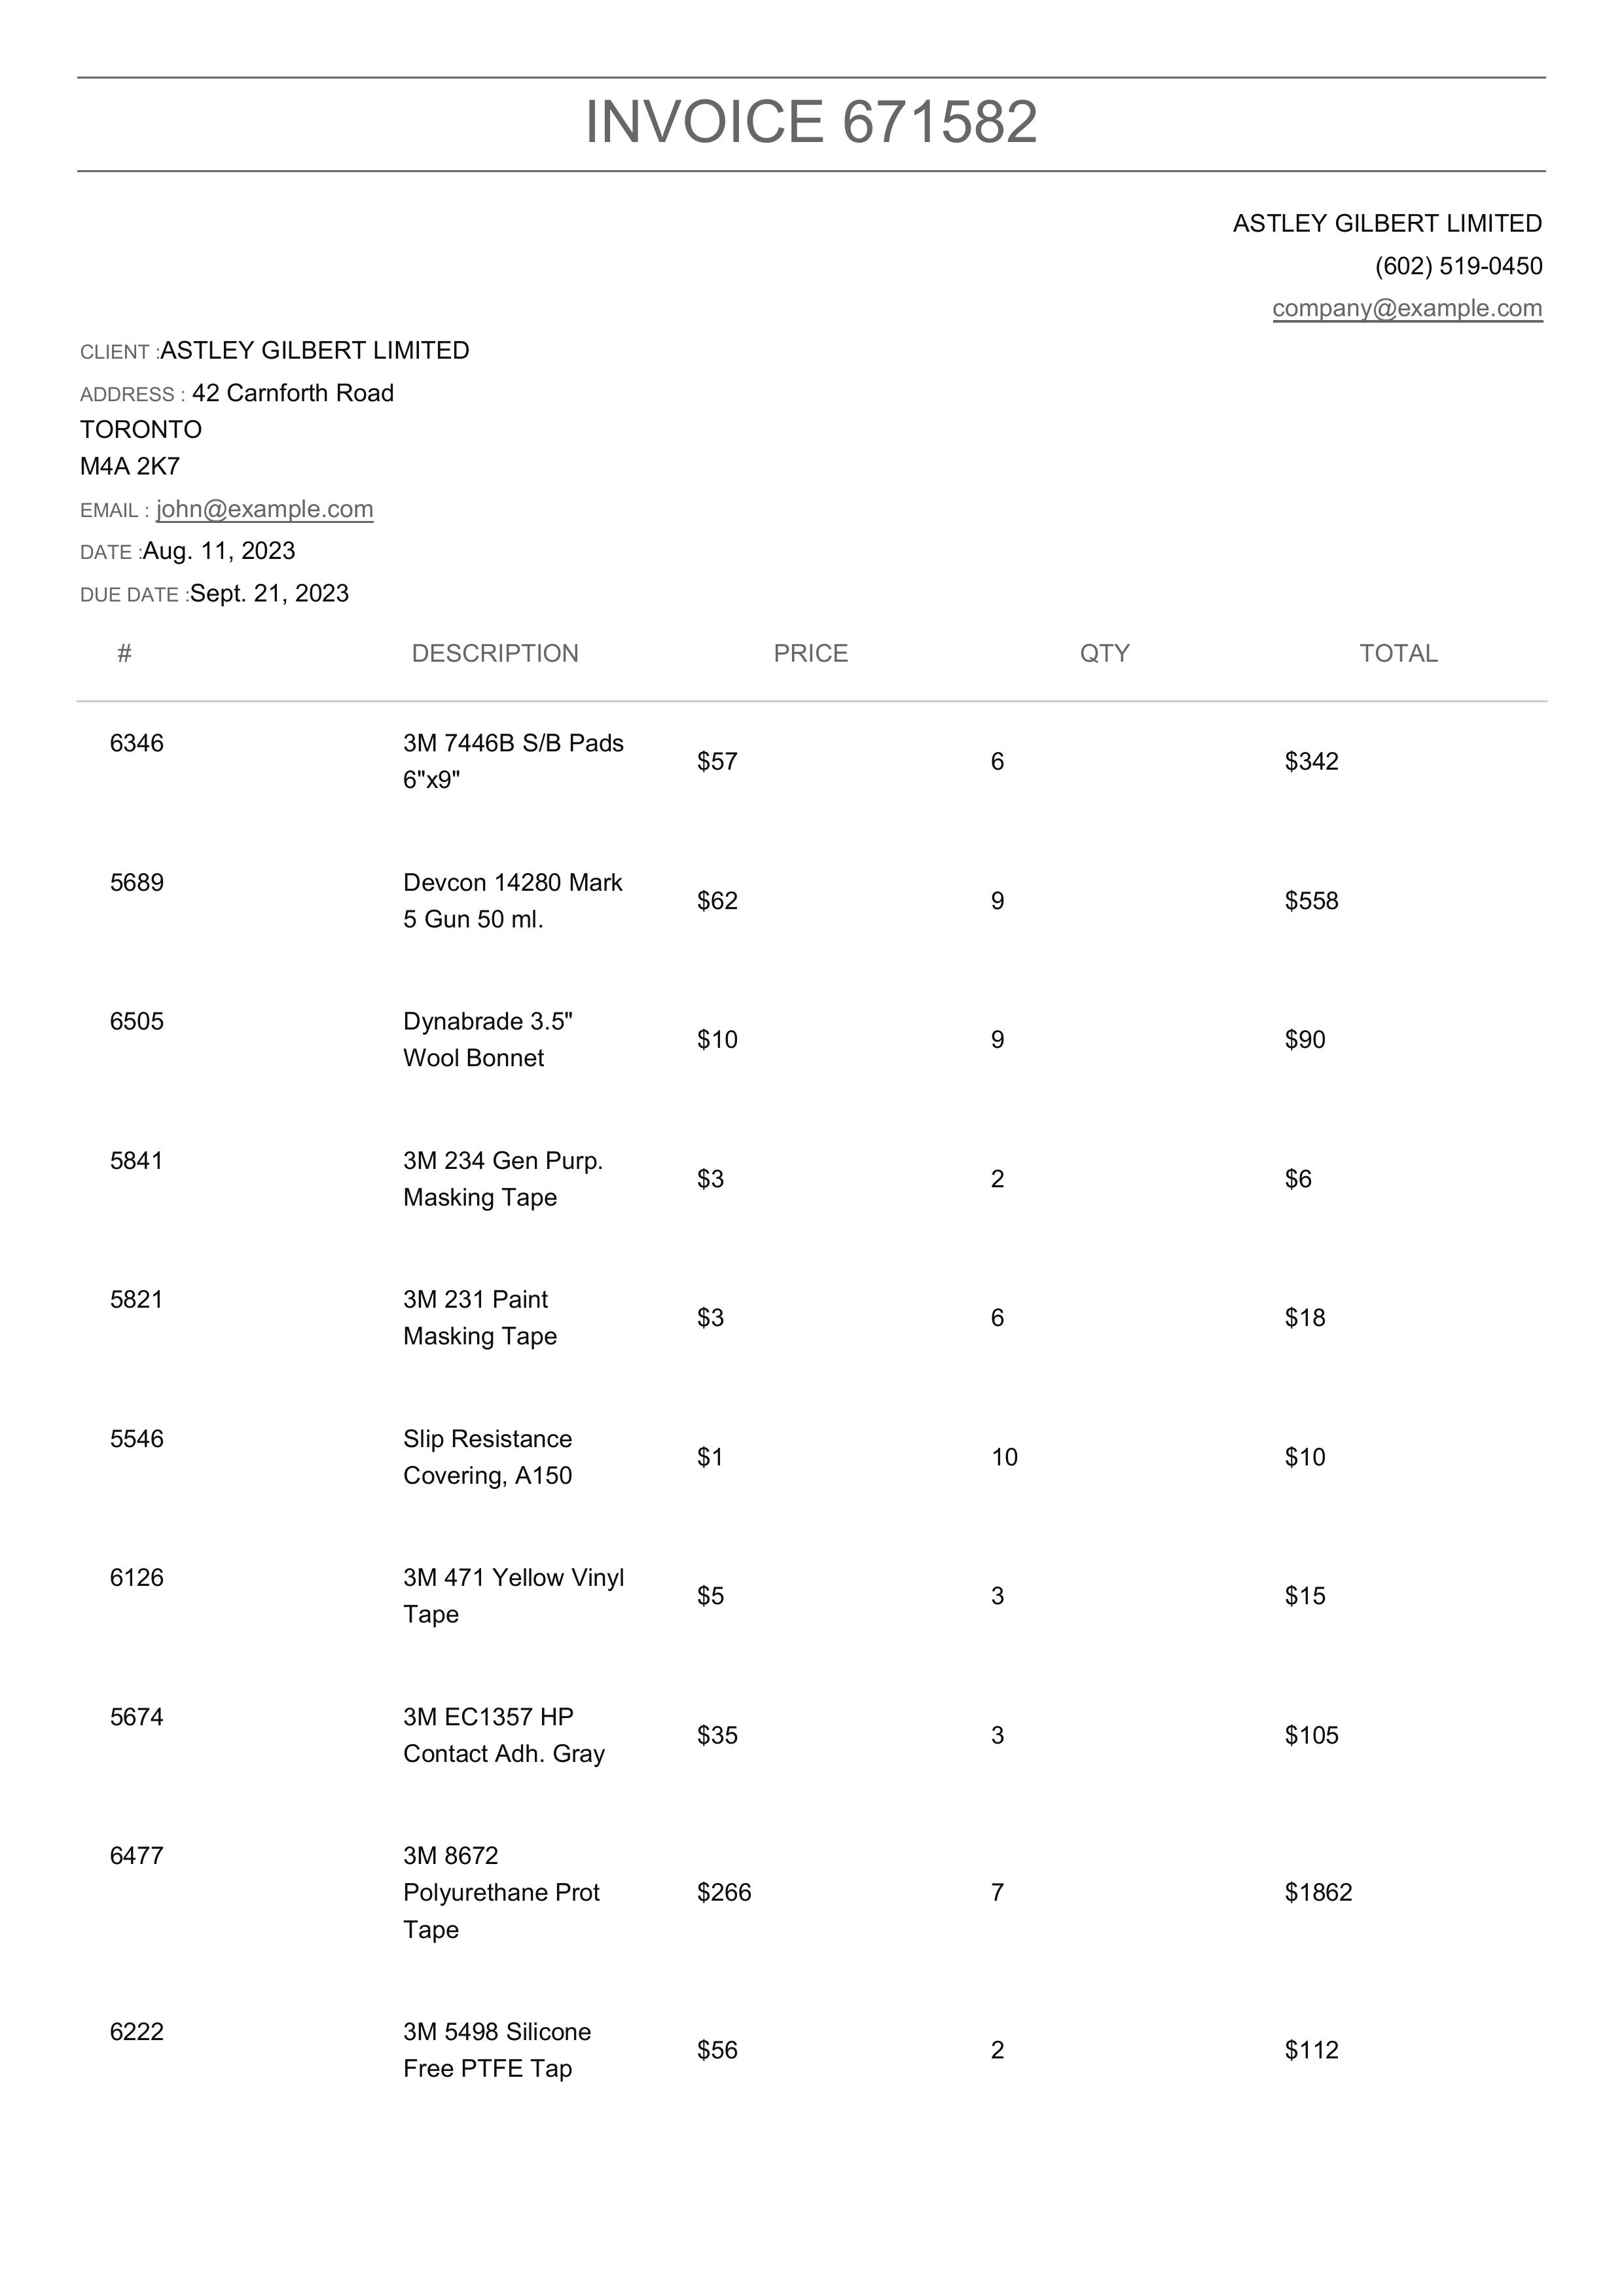 INVOICE 671582
ASTLEY GILBERT LIMITED
(602) 519-0450
company@example.com
CLIENT :ASTLEY GILBERT LIMITED
ADDRESS : 42 Carnforth Road
TORONTO
M4A 2K7
EMAIL : john@example.com
DATE :Aug. 11, 2023
DUE DATE :Sept. 21, 2023
# DESCRIPTION PRICE QTY TOTAL
6346 3M 7446B S/B Pads
6"x9" $57 6 $342
5689 Devcon 14280 Mark
5 Gun 50 ml. $62 9 $558
6505 Dynabrade 3.5"
Wool Bonnet $10 9 $90
5841 3M 234 Gen Purp.
Masking Tape $3 2 $6
5821 3M 231 Paint
Masking Tape $3 6 $18
5546 Slip Resistance
Covering, A150 $1 10 $10
6126 3M 471 Yellow Vinyl
Tape $5 3 $15
5674 3M EC1357 HP
Contact Adh. Gray $35 3 $105
6477 3M 8672
Polyurethane Prot $266 7 $1862
Tape
6222 3M 5498 Silicone
Free PTFE Tap $56 2 $112